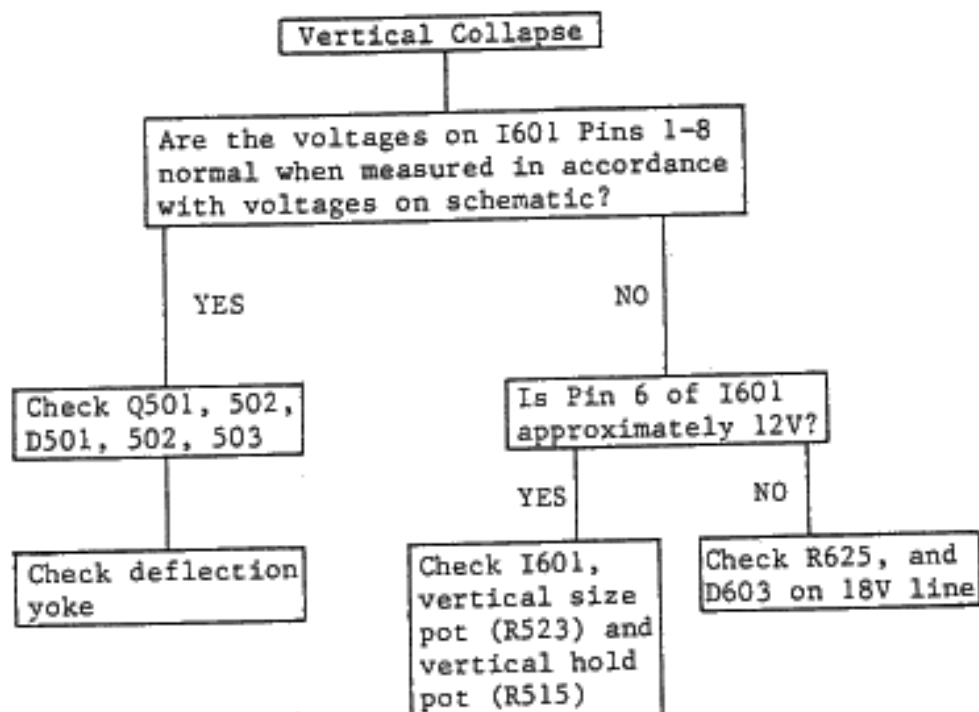 Vertical Collapse
Are the voltages on I601 Pins 1-8
normal when measured in accordance
with voltages on schematic?
YES
NO
Check Q501, 502,
D501, 502, 503
Is Pin 6 of I601
approximately 12V?
YES
NO
Check deflection
yoke
Check I601,
vertical size
pot (R523) and
vertical hold
pot (R515)
Check R625, and
D603 on 18V line